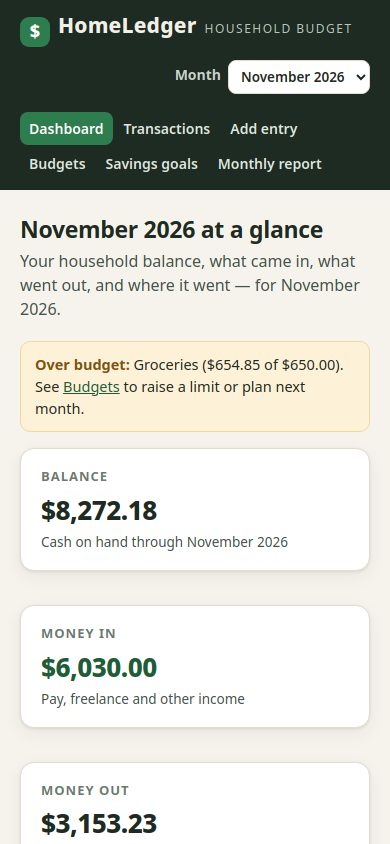 $ HomeLedger HOUSEHOLD BUDGET
Month November 2026
Dashboard Transactions Add entry
Budgets Savings goals Monthly report
November 2026 at a glance
Your household balance, what came in, what
went out, and where it went — for November
2026.
Over budget: Groceries ($654.85 of $650.00).
See Budgets to raise a limit or plan next
month.
BALANCE
$8,272.18
Cash on hand through November 2026
MONEY IN
$6,030.00
Pay, freelance and other income
MONEY OUT
$3,153.23